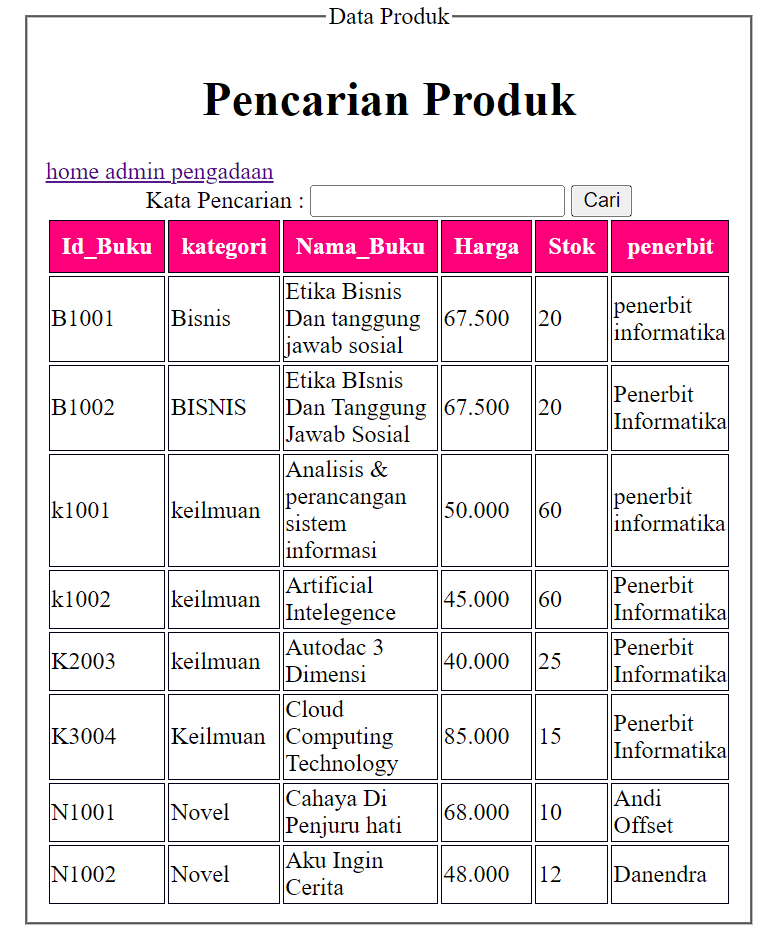 Data Produk
Pencarian Produk
home admin pengadaan
Kata Pencarian : Cari
Id_Buku kategori Nama_Buku Harga Stok penerbit
B1001 Bisnis Etika Bisnis Dan tanggung jawab sosial 67.500 20 penerbit informatika
B1002 BISNIS Etika BIsnis Dan Tanggung Jawab Sosial 67.500 20 Penerbit Informatika
k1001 keilmuan Analisis & perancangan sistem informasi 50.000 60 penerbit informatika
k1002 keilmuan Artificial Intelegence 45.000 60 Penerbit Informatika
K2003 keilmuan Autodac 3 Dimensi 40.000 25 Penerbit Informatika
K3004 Keilmuan Cloud Computing Technology 85.000 15 Penerbit Informatika
N1001 Novel Cahaya Di Penjuru hati 68.000 10 Andi Offset
N1002 Novel Aku Ingin Cerita 48.000 12 Danendra